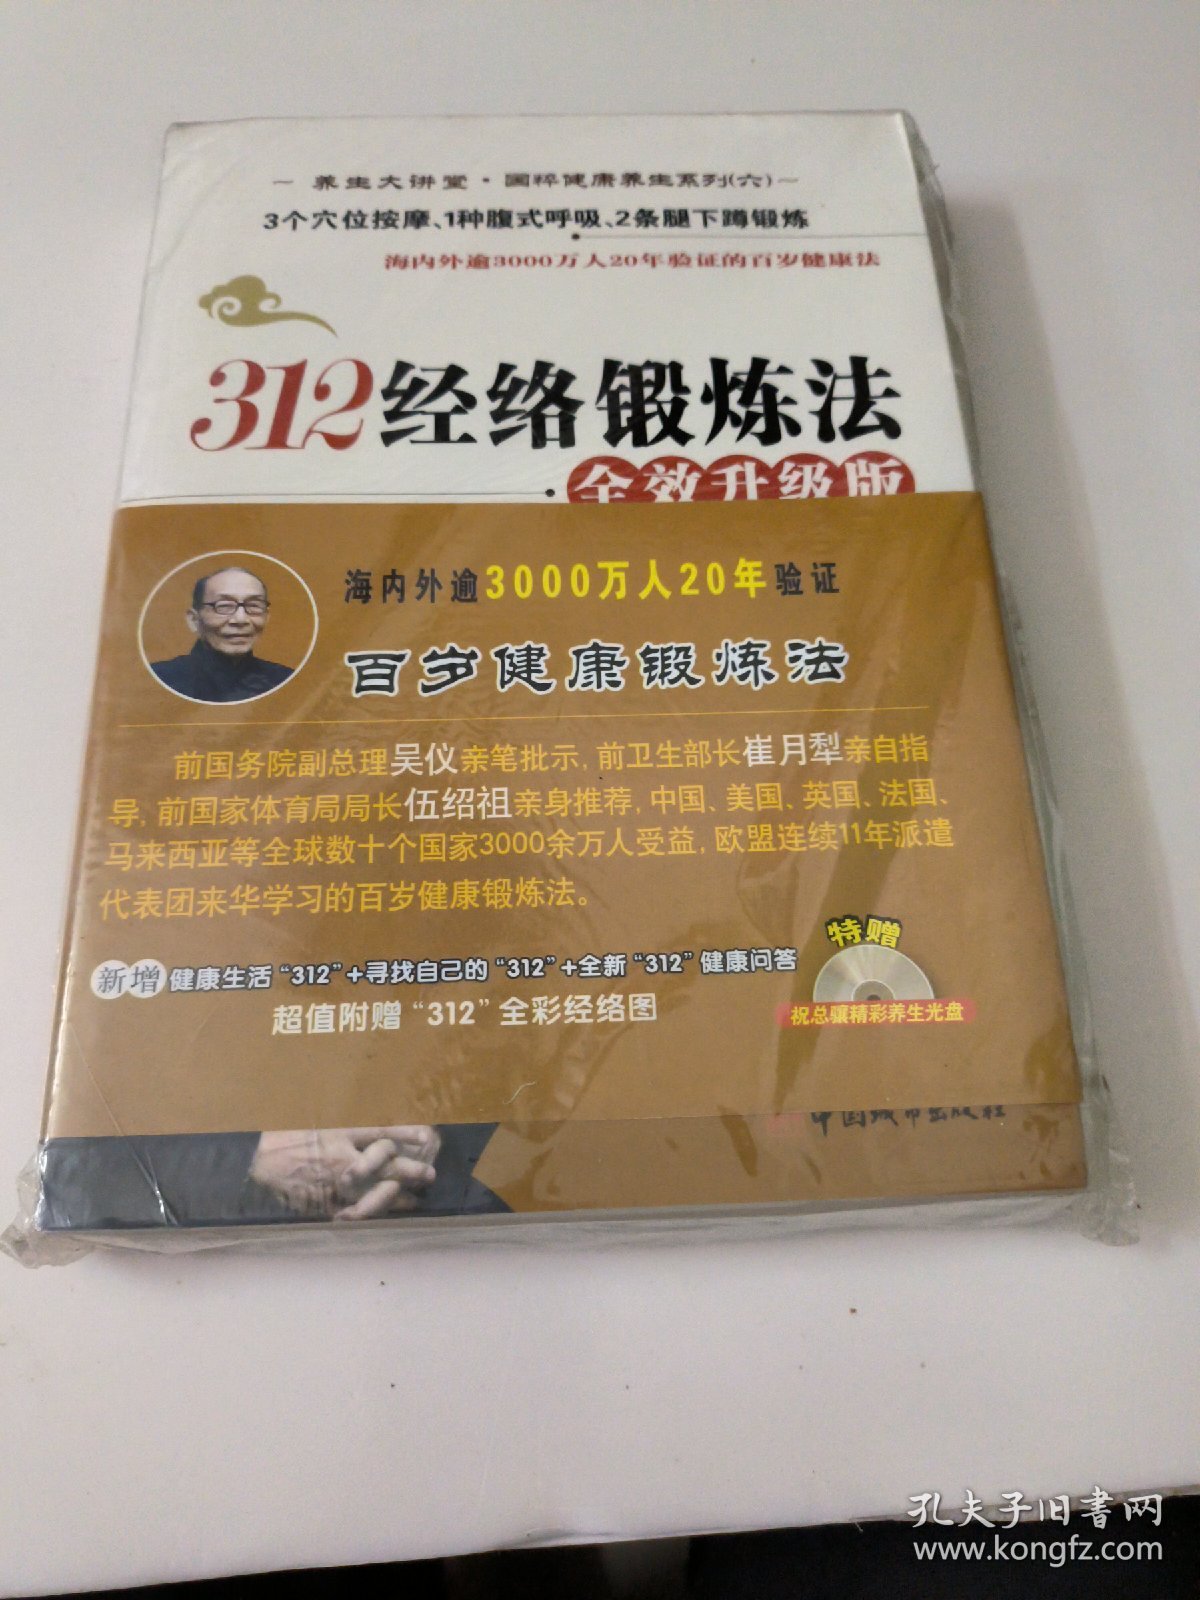 ～ 养生大讲堂·国粹健康养生系列(六)～
3个穴位按摩、1种腹式呼吸、2条腿下蹲锻炼
海内外逾3000万人20年验证的百岁健康法
312经络锻炼法
全效升级版
海内外逾3000万人20年验证
百岁健康锻炼法
前国务院副总理吴仪亲笔批示，前卫生部长崔月犁亲自指
导，前国家体育局局长伍绍祖亲身推荐，中国、美国、英国、法国、
马来西亚等全球数十个国家3000余万人受益，欧盟连续11年派遣
代表团来华学习的百岁健康锻炼法。
特赠
新增 健康生活“312”+寻找自己的“312”+全新“312”健康问答
超值附赠“312”全彩经络图
祝总骧精彩养生光盘
中国城市出版社
孔夫子旧書网
www.kongfz.com